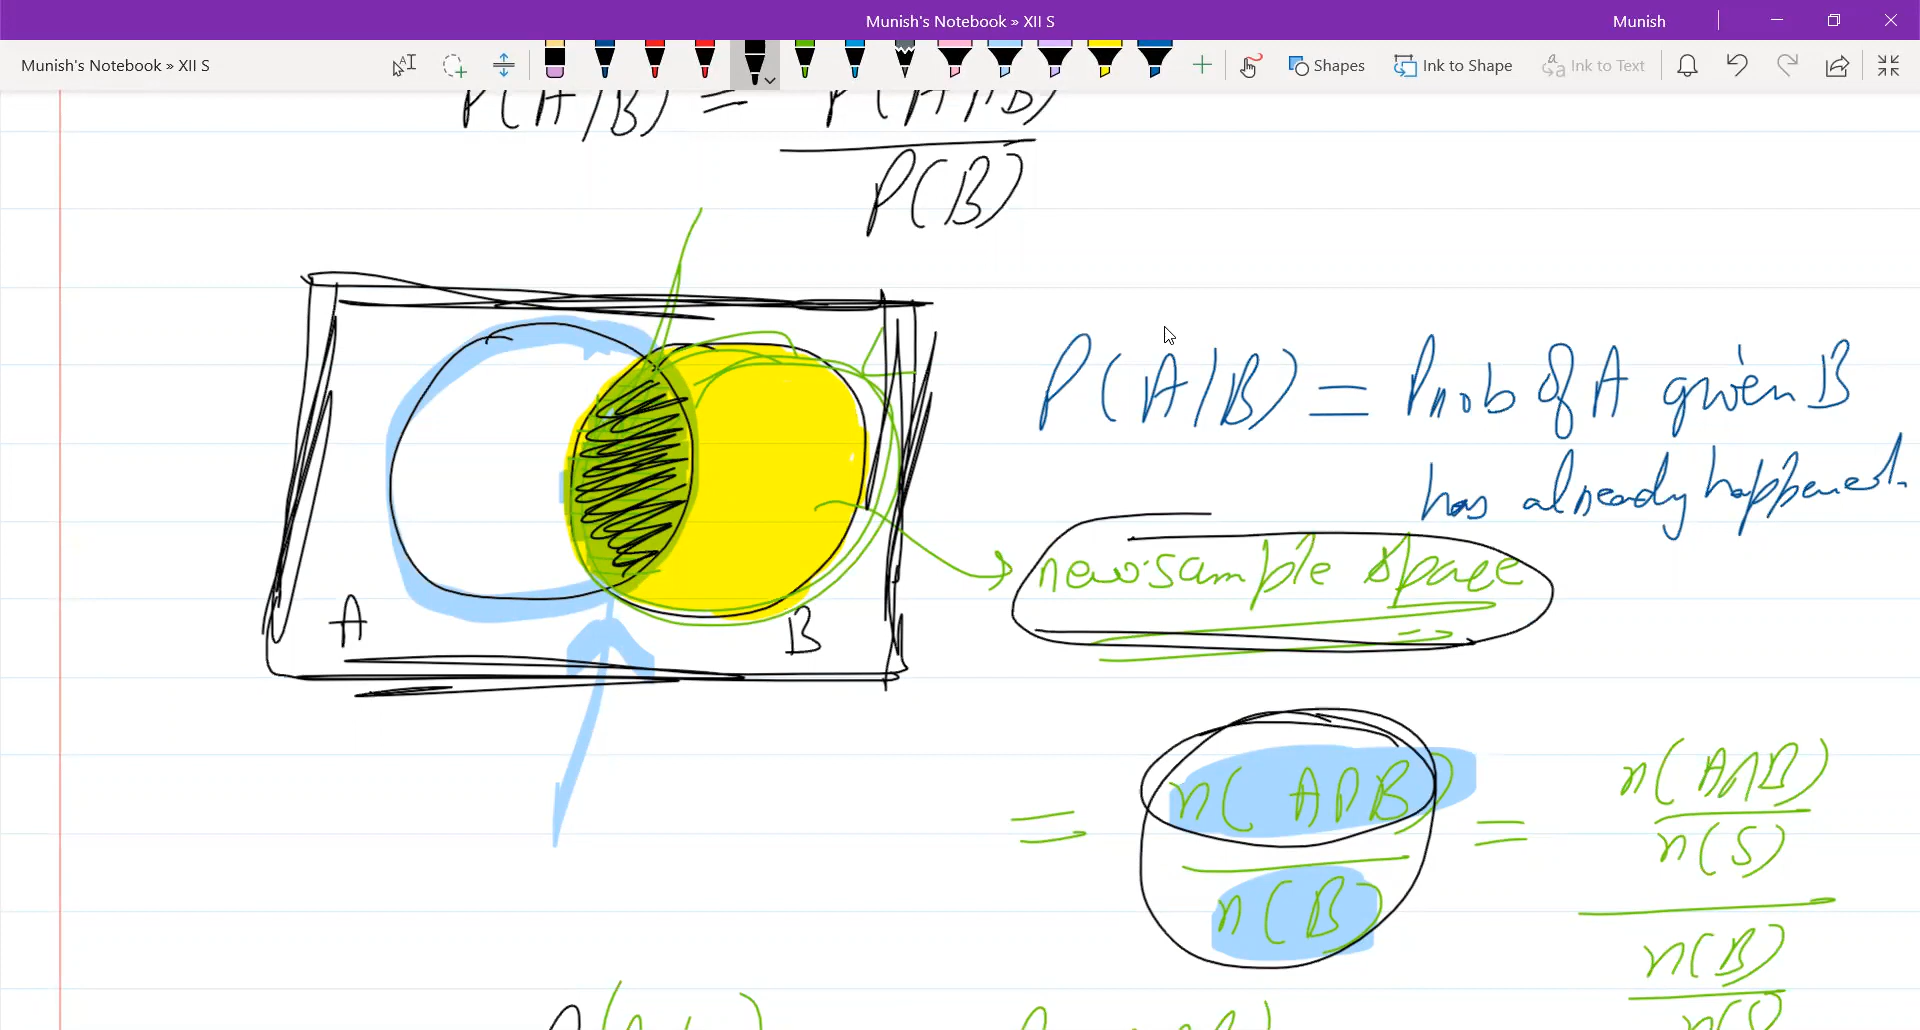 Munish's Notebook » XII S
Munish
Munish's Notebook » XII S
Shapes
Ink to Shape
Ink to Text
P(A/B) = P(A∩B)
P(B)
P(A/B) = Prob of A given B
has already happened.
new sample space
A
B
= n(A∩B) = n(A∩B)
n(S)
n(B)
n(B)
n(S)